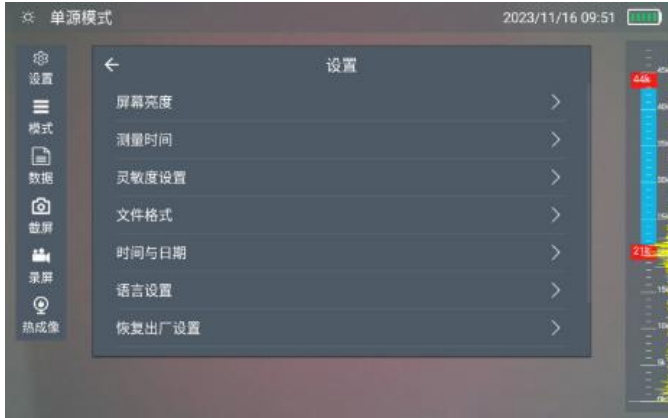 单源模式
2023/11/16 09:51
设置
模式
数据
截屏
录屏
热成像
设置
屏幕亮度
测量时间
灵敏度设置
文件格式
时间与日期
语言设置
恢复出厂设置
44k
21k